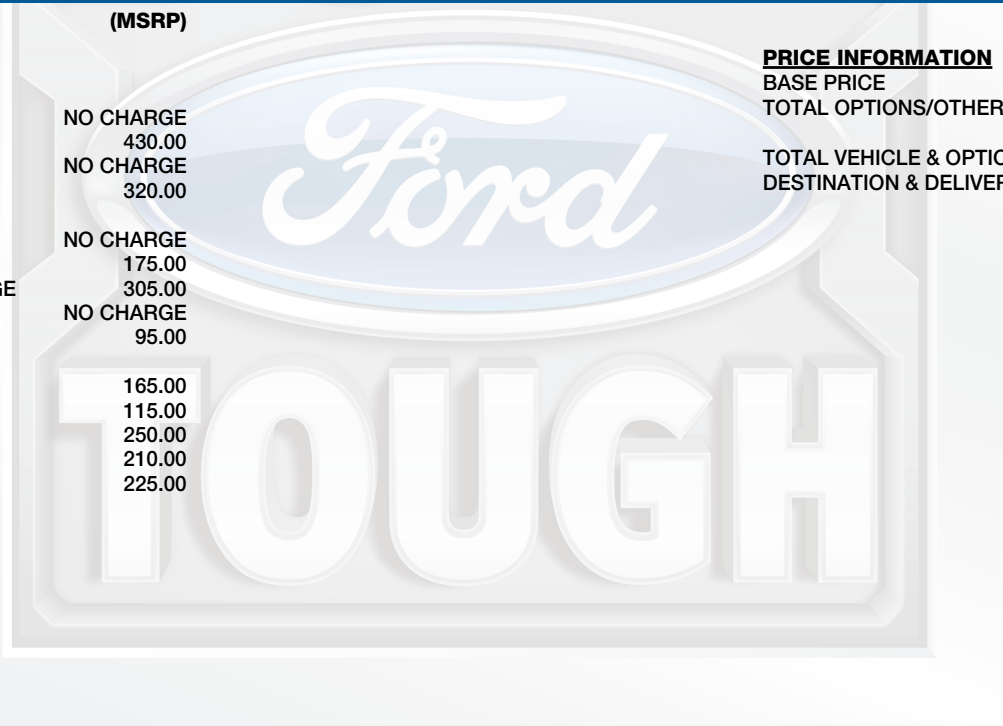 (MSRP)
NO CHARGE
430.00
NO CHARGE
320.00
NO CHARGE
175.00
GE 305.00
NO CHARGE
95.00
165.00
115.00
250.00
210.00
225.00
PRICE INFORMATION
BASE PRICE
TOTAL OPTIONS/OTHER
TOTAL VEHICLE & OPTIO
DESTINATION & DELIVER
Ford
TOUGH